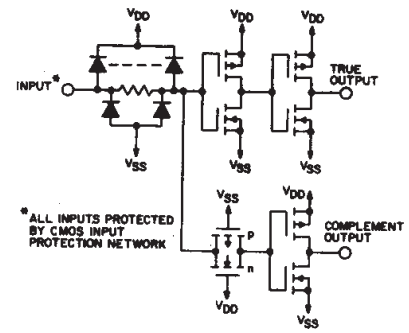 VDD
VDD
VDD
INPUT*
TRUE
OUTPUT
VSS
VSS
VSS
*ALL INPUTS PROTECTED
BY CMOS INPUT
PROTECTION NETWORK
VSS
p
n
VDD
VDD
COMPLEMENT
OUTPUT
VSS